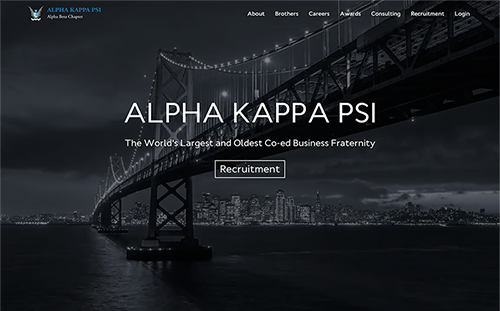 ALPHA KAPPA PSI
Alpha Beta Chapter
About Brothers Careers Awards Consulting Recruitment Login
ALPHA KAPPA PSI
The World's Largest and Oldest Co-ed Business Fraternity
Recruitment